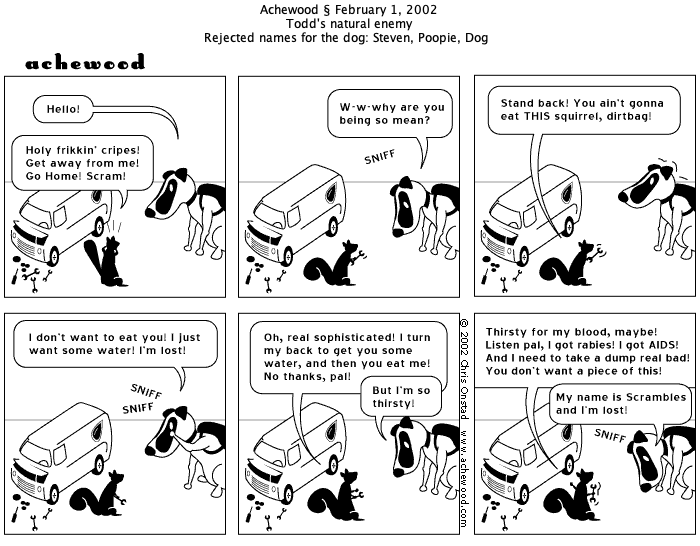 Achewood § February 1, 2002
Todd's natural enemy
Rejected names for the dog: Steven, Poopie, Dog
achewood
Hello!
Holy frikkin' cripes!
Get away from me!
Go Home! Scram!
W-w-why are you
being so mean?
SNIFF
Stand back! You ain't gonna
eat THIS squirrel, dirtbag!
I don't want to eat you! I just
want some water! I'm lost!
SNIFF
SNIFF
Oh, real sophisticated! I turn
my back to get you some
water, and then you eat me!
No thanks, pal!
But I'm so
thirsty!
© 2002 Chris Onstad www.achewood.com
Thirsty for my blood, maybe!
Listen pal, I got rabies! I got AIDS!
And I need to take a dump real bad!
You don't want a piece of this!
My name is Scrambles
and I'm lost!
SNIFF